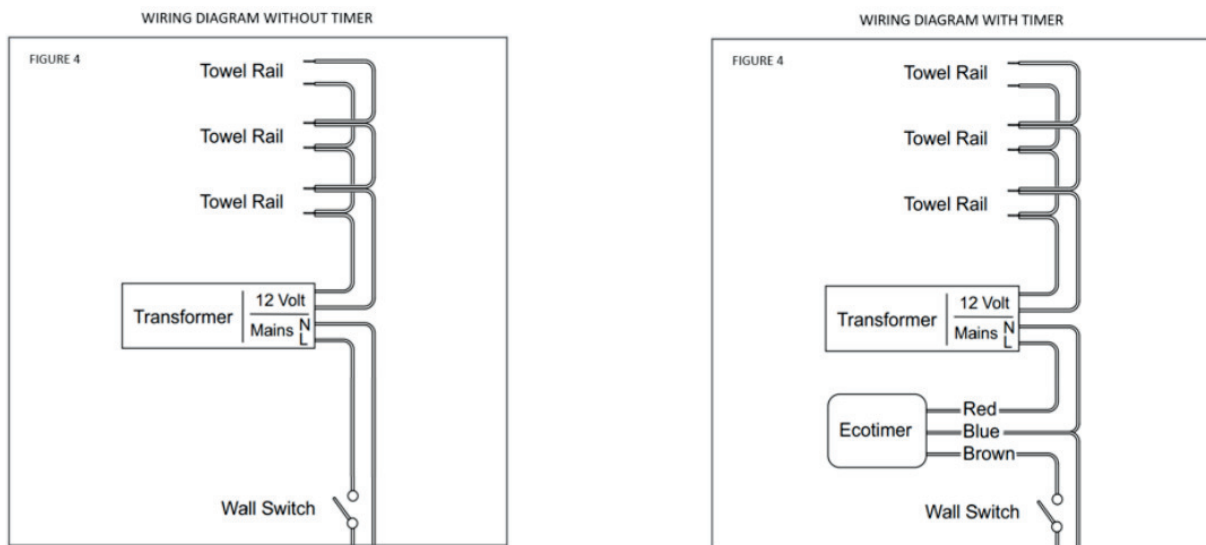 WIRING DIAGRAM WITHOUT TIMER
FIGURE 4
Towel Rail
Towel Rail
Towel Rail
Transformer
12 Volt
Mains N
L
Wall Switch
WIRING DIAGRAM WITH TIMER
FIGURE 4
Towel Rail
Towel Rail
Towel Rail
Transformer
12 Volt
Mains N
L
Ecotimer
Red
Blue
Brown
Wall Switch